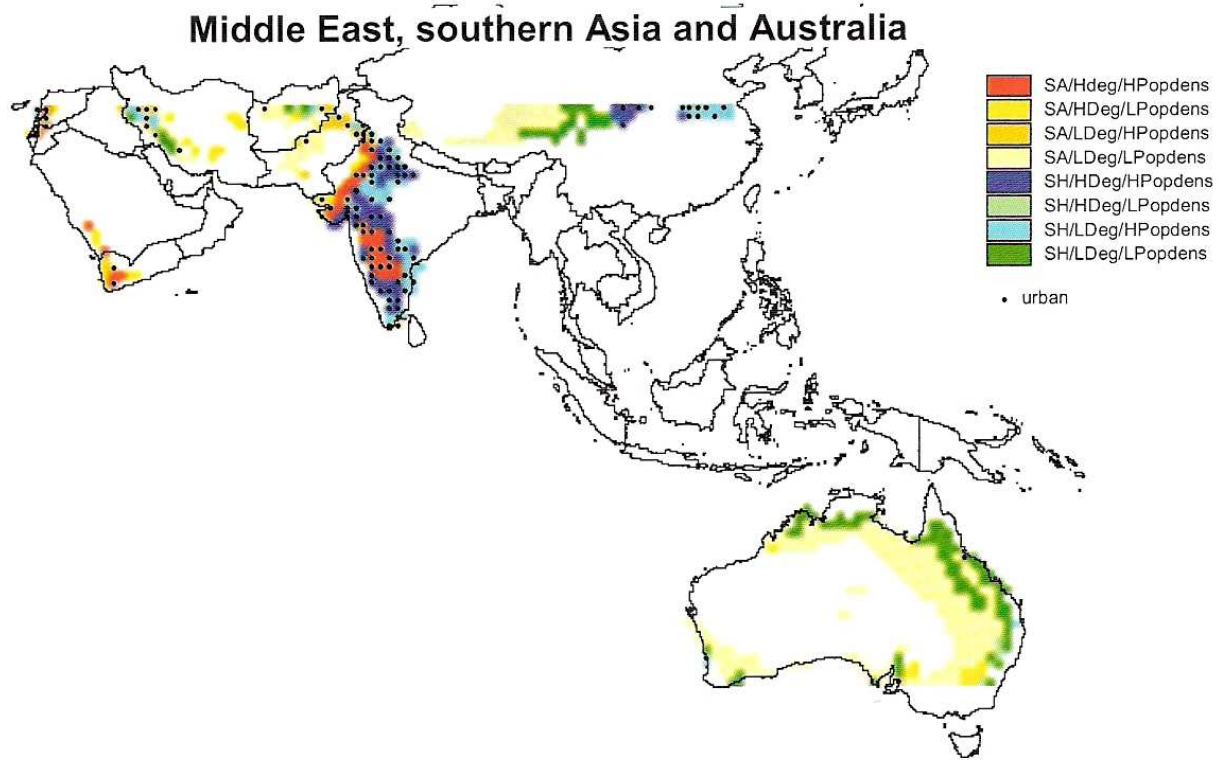 Middle East, southern Asia and Australia
SA/Hdeg/HPopdens
SA/HDeg/LPopdens
SA/LDeg/HPopdens
SA/LDeg/LPopdens
SH/HDeg/HPopdens
SH/HDeg/LPopdens
SH/LDeg/HPopdens
SH/LDeg/LPopdens
urban